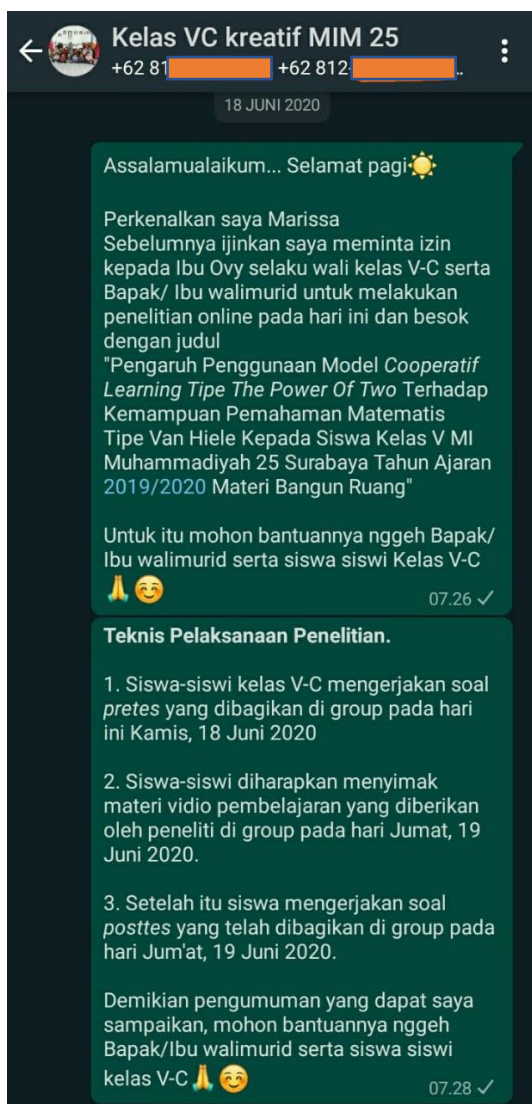 Kelas VC kreatif MIM 25
+62 81 +62 812- ..
18 JUNI 2020
Assalamualaikum... Selamat pagi☀️
Perkenalkan saya Marissa
Sebelumnya ijinkan saya meminta izin
kepada Ibu Ovy selaku wali kelas V-C serta
Bapak/ Ibu walimurid untuk melakukan
penelitian online pada hari ini dan besok
dengan judul
"Pengaruh Penggunaan Model Cooperatif
Learning Tipe The Power Of Two Terhadap
Kemampuan Pemahaman Matematis
Tipe Van Hiele Kepada Siswa Kelas V MI
Muhammadiyah 25 Surabaya Tahun Ajaran
2019/2020 Materi Bangun Ruang"
Untuk itu mohon bantuannya nggeh Bapak/
Ibu walimurid serta siswa siswi Kelas V-C
🙏☺️
07.26 ✓
Teknis Pelaksanaan Penelitian.
1. Siswa-siswi kelas V-C mengerjakan soal
pretes yang dibagikan di group pada hari
ini Kamis, 18 Juni 2020
2. Siswa-siswi diharapkan menyimak
materi vidio pembelajaran yang diberikan
oleh peneliti di group pada hari Jumat, 19
Juni 2020.
3. Setelah itu siswa mengerjakan soal
posttes yang telah dibagikan di group pada
hari Jum'at, 19 Juni 2020.
Demikian pengumuman yang dapat saya
sampaikan, mohon bantuannya nggeh
Bapak/Ibu walimurid serta siswa siswi
kelas V-C🙏☺️
07.28 ✓